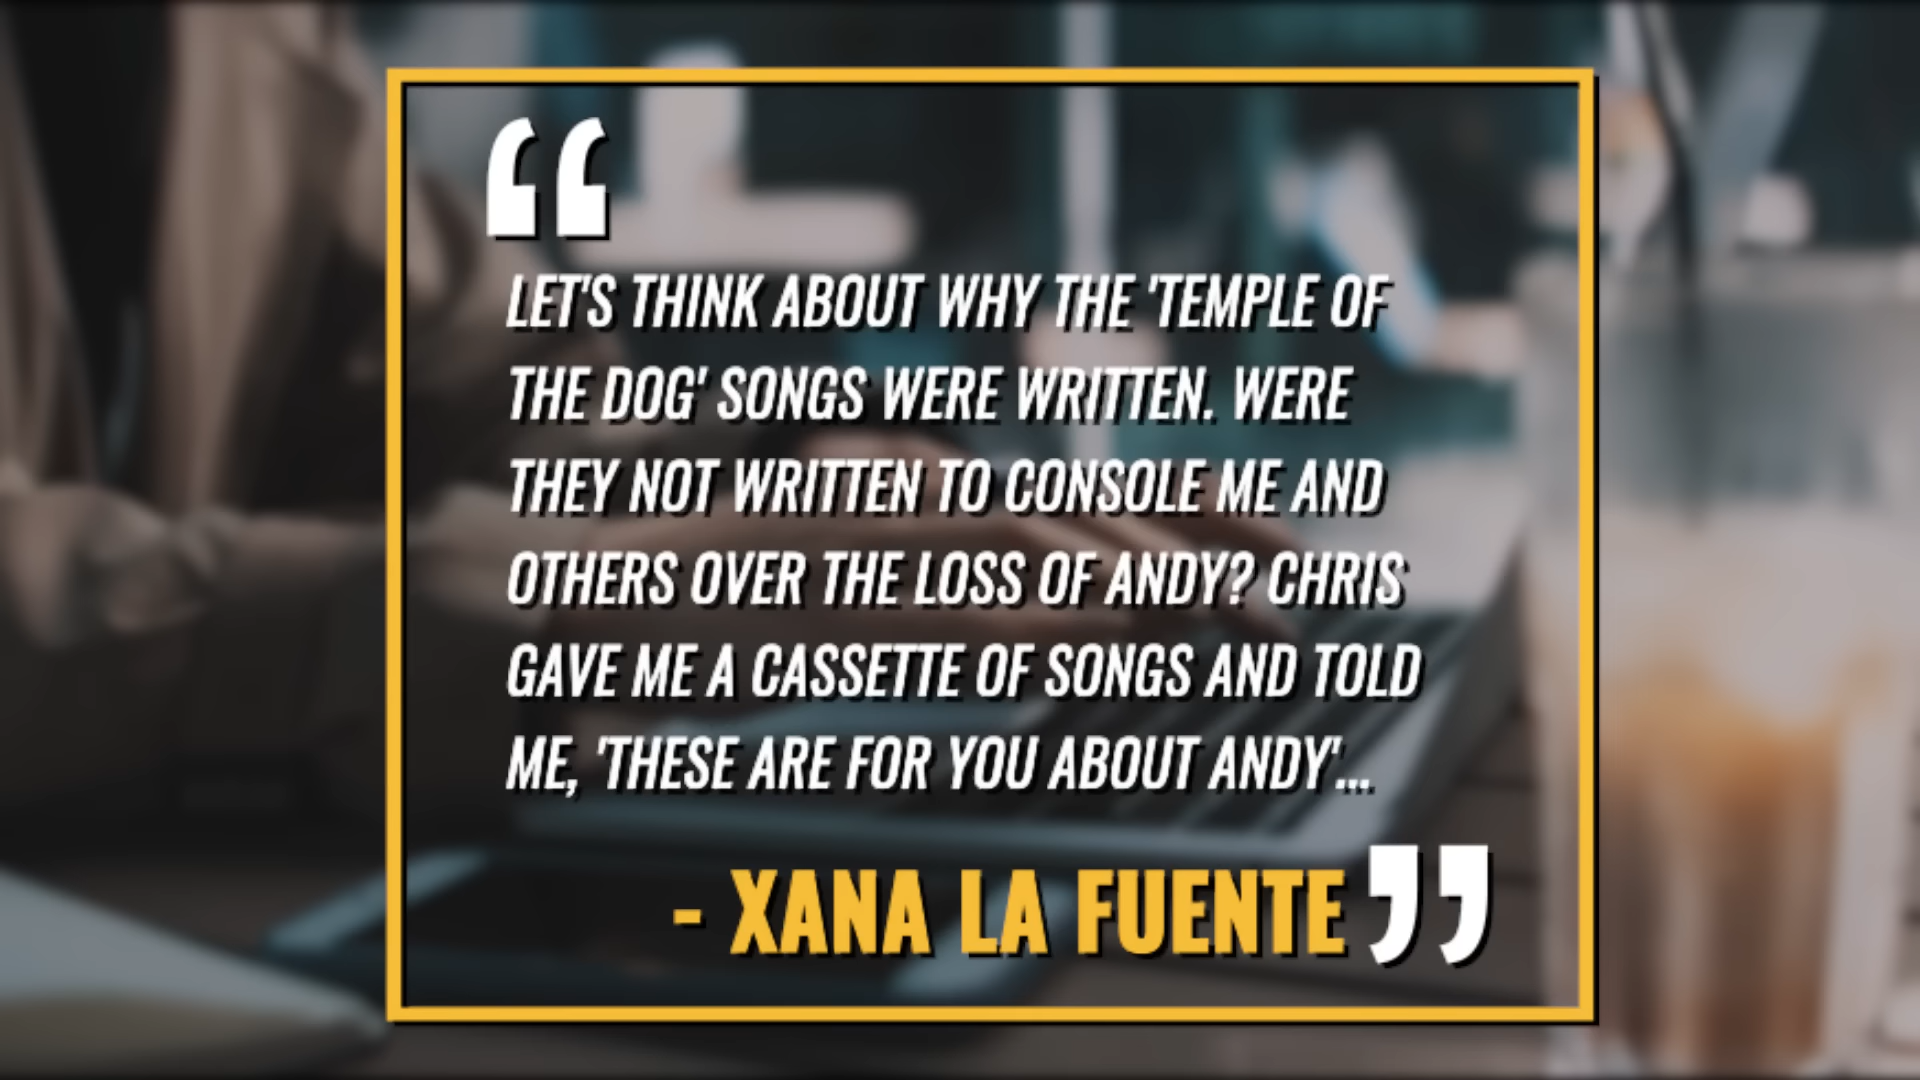 “
LET'S THINK ABOUT WHY THE 'TEMPLE OF
THE DOG' SONGS WERE WRITTEN. WERE
THEY NOT WRITTEN TO CONSOLE ME AND
OTHERS OVER THE LOSS OF ANDY? CHRIS
GAVE ME A CASSETTE OF SONGS AND TOLD
ME, 'THESE ARE FOR YOU ABOUT ANDY'...
- XANA LA FUENTE ”